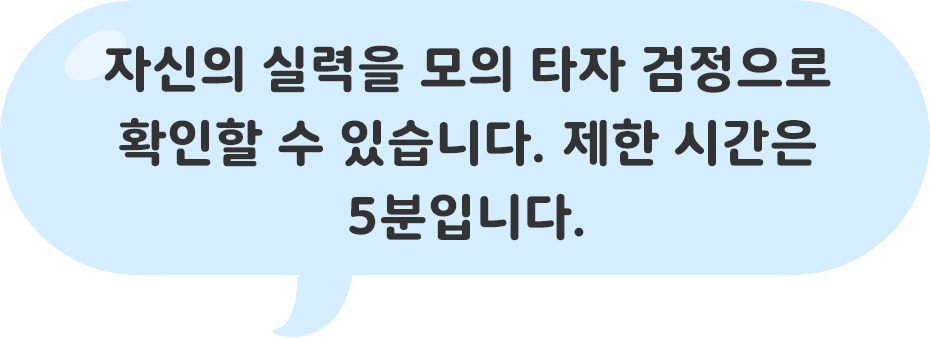 자신의 실력을 모의 타자 검정으로
확인할 수 있습니다. 제한 시간은
5분입니다.